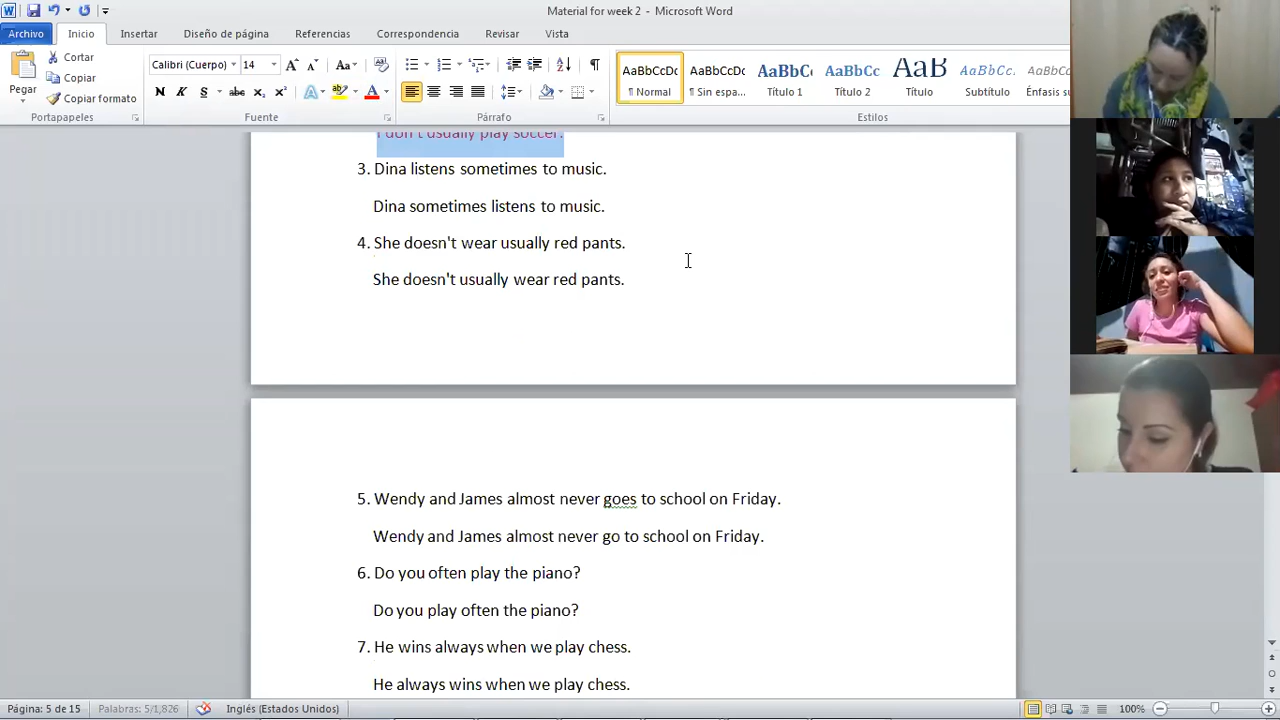 Material for week 2 - Microsoft Word
Archivo Inicio Insertar Diseño de página Referencias Correspondencia Revisar Vista
Pegar
Cortar
Copiar
Copiar formato
Portapapeles
Calibri (Cuerpo) 14
Fuente
Párrafo
AaBbCcDc AaBbCcDc AaBbC AaBbCc AaB AaBbCcDc AaBbCcDc
¶ Normal ¶ Sin espa... Título 1 Título 2 Título Subtítulo Énfasis su
Estilos
I don't usually play soccer.
3. Dina listens sometimes to music.
Dina sometimes listens to music.
4. She doesn't wear usually red pants.
She doesn't usually wear red pants.
5. Wendy and James almost never goes to school on Friday.
Wendy and James almost never go to school on Friday.
6. Do you often play the piano?
Do you play often the piano?
7. He wins always when we play chess.
He always wins when we play chess.
Página: 5 de 15 Palabras: 5/1,826 Inglés (Estados Unidos) 100%